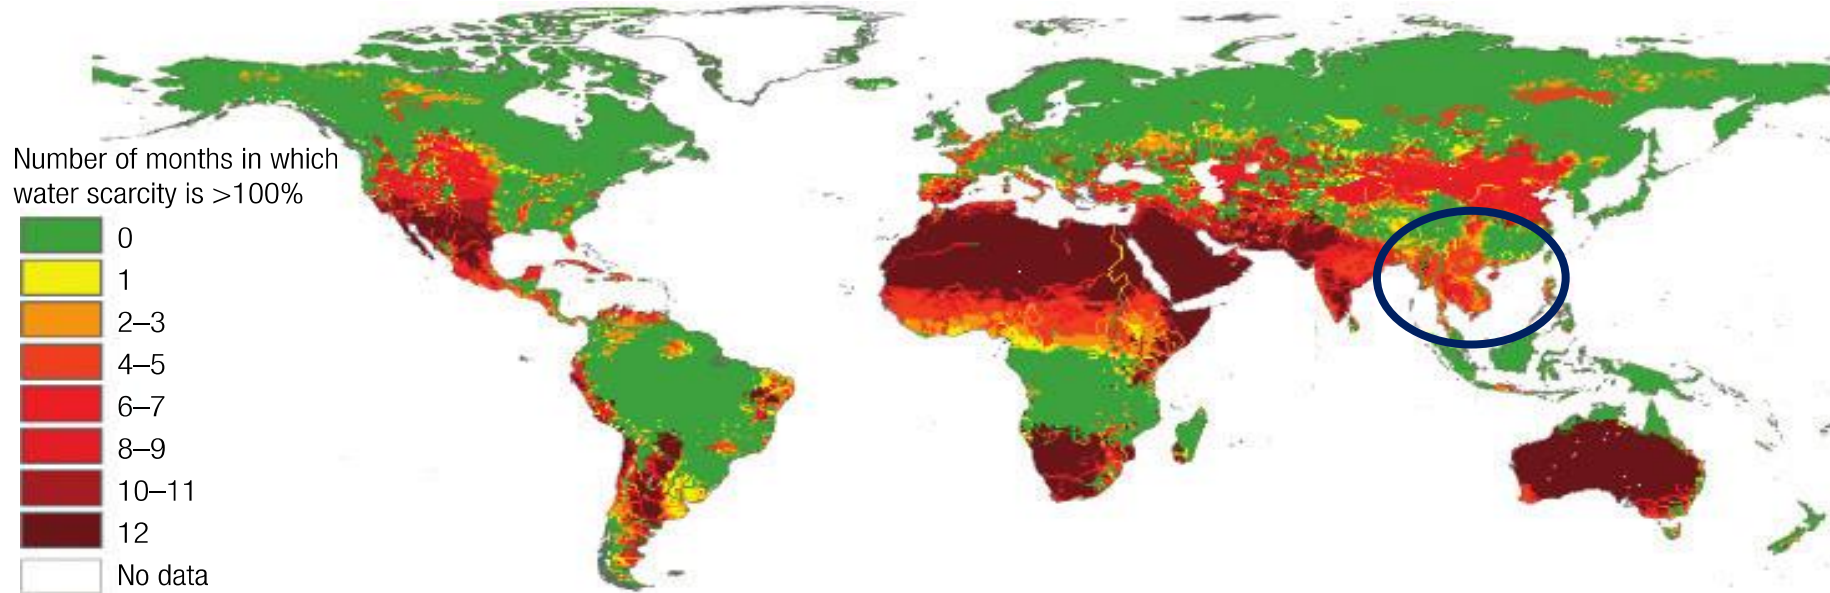 Number of months in which
water scarcity is >100%
0
1
2–3
4–5
6–7
8–9
10–11
12
No data